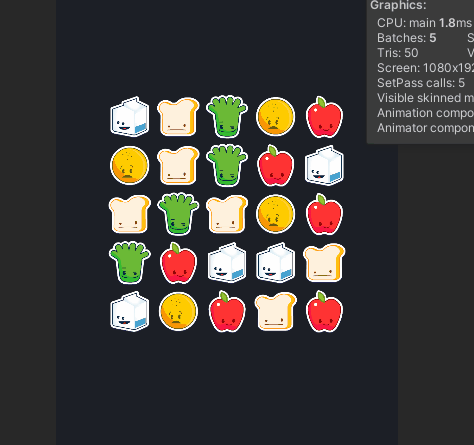 Graphics:
CPU: main 1.8ms
Batches: 5
Tris: 50
Screen: 1080x192
SetPass calls: 5
Visible skinned m
Animation compo
Animator compon